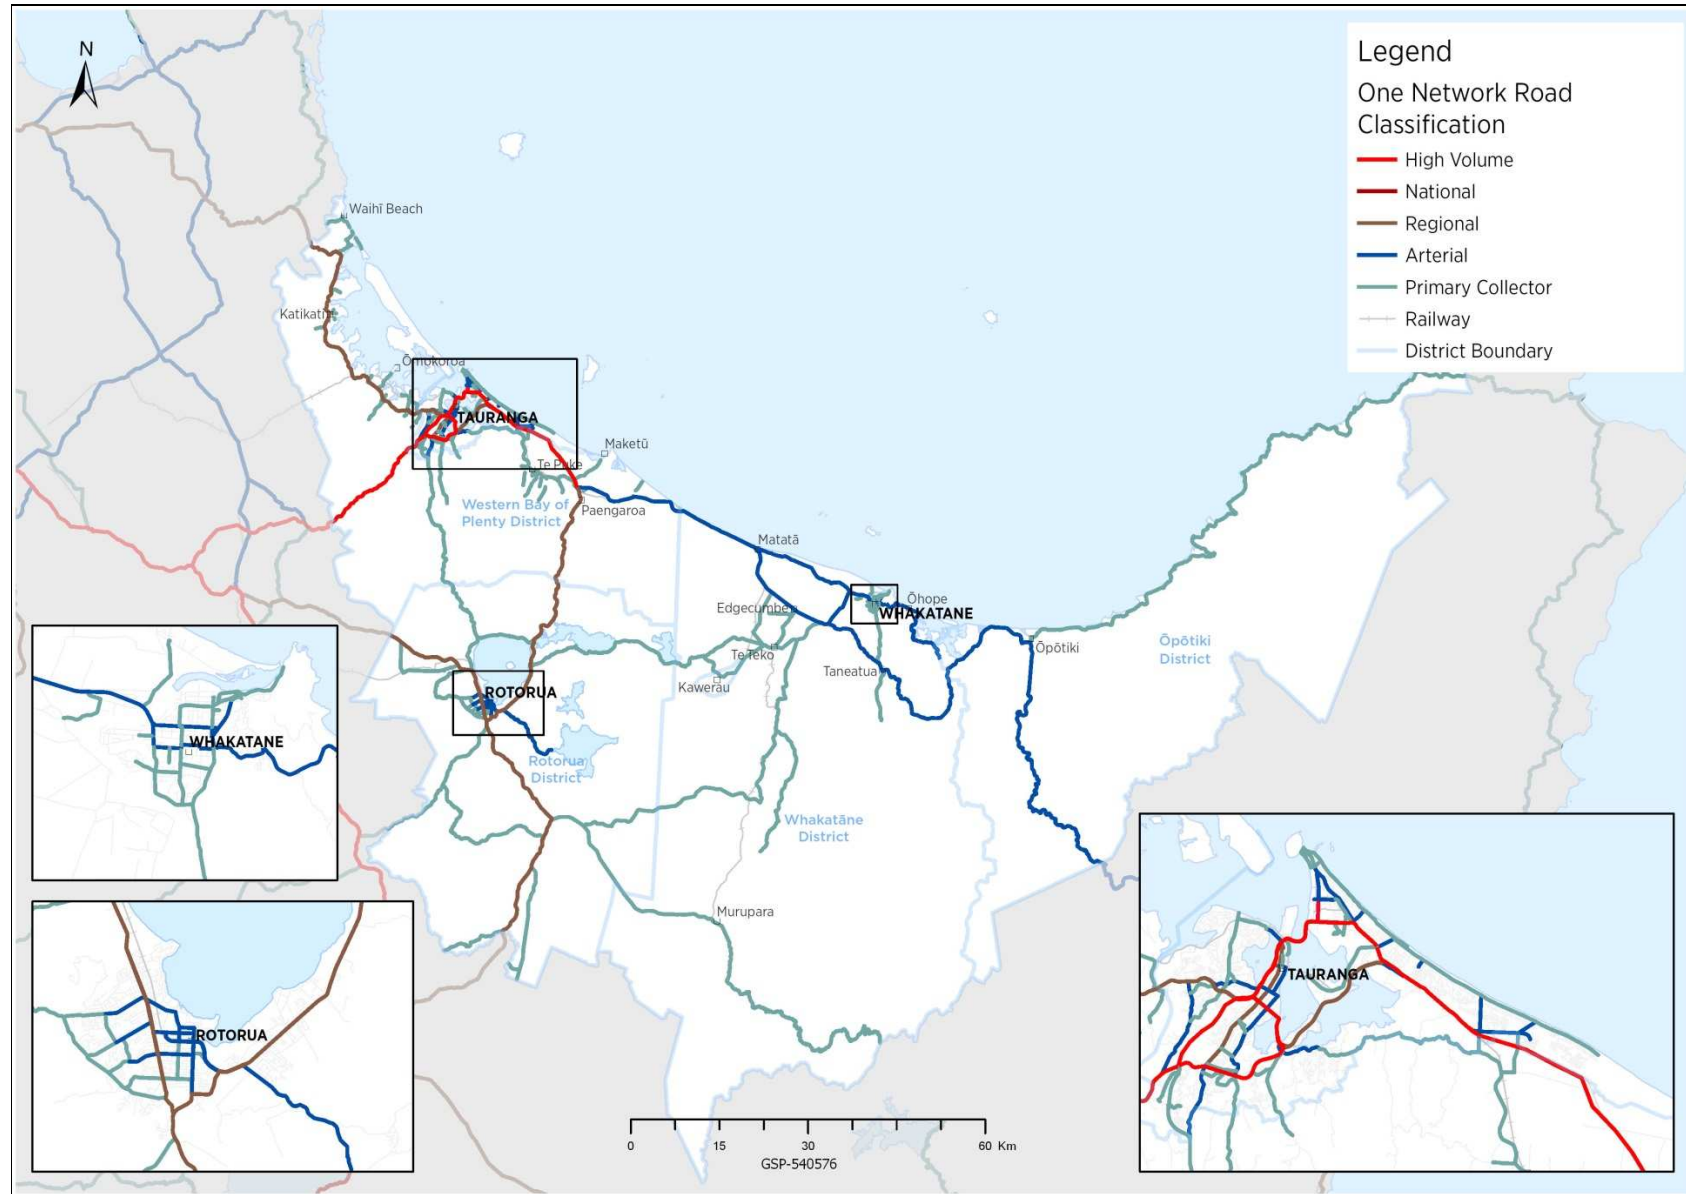 N
Legend
One Network Road
Classification
High Volume
National
Regional
Arterial
Primary Collector
Railway
District Boundary
Waihī Beach
Katikati
Ōmokoroa
TAURANGA
Maketū
Te Puke
Western Bay of
Plenty District
Paengaroa
Matatā
Edgecumbe
Ōhope
WHAKATANE
Te Teko
Taneatua
Ōpōtiki
Ōpōtiki
District
Kawerau
ROTORUA
Rotorua
District
Whakatāne
District
Murupara
WHAKATANE
ROTORUA
TAURANGA
0 15 30 60 Km
GSP-540576